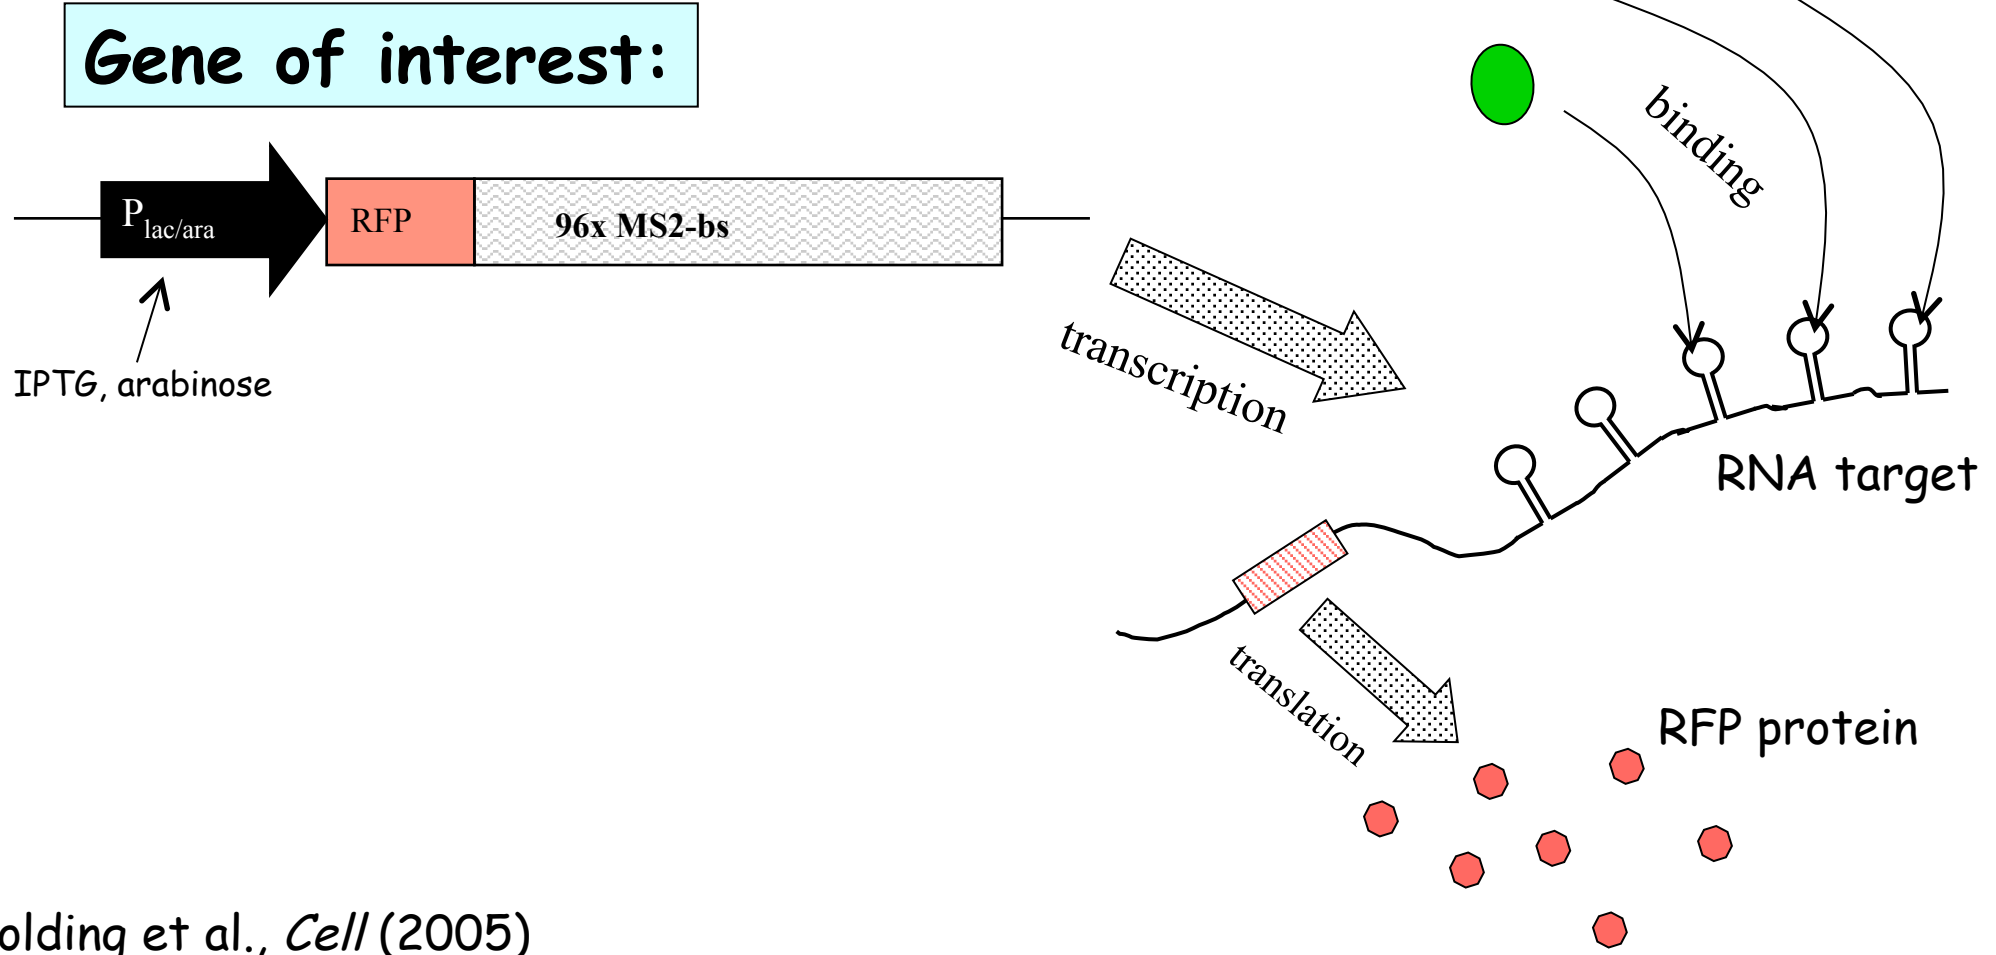 Gene of interest:
binding
P lac/ara
RFP
96x MS2-bs
IPTG, arabinose
transcription
RNA target
translation
RFP protein
olding et al., Cell (2005)